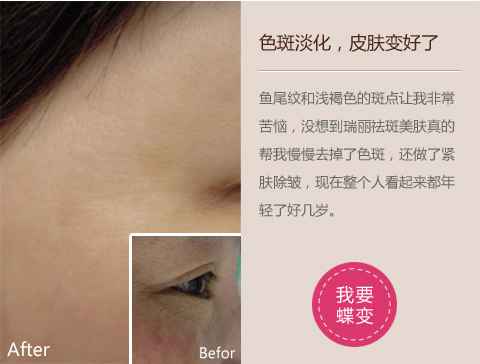 色斑淡化，皮肤变好了
鱼尾纹和浅褐色的斑点让我非常
苦恼，没想到瑞丽祛斑美肤真的
帮我慢慢去掉了色斑，还做了紧
肤除皱，现在整个人看起来都年
轻了好几岁。
我要
蝶变
After
Befor